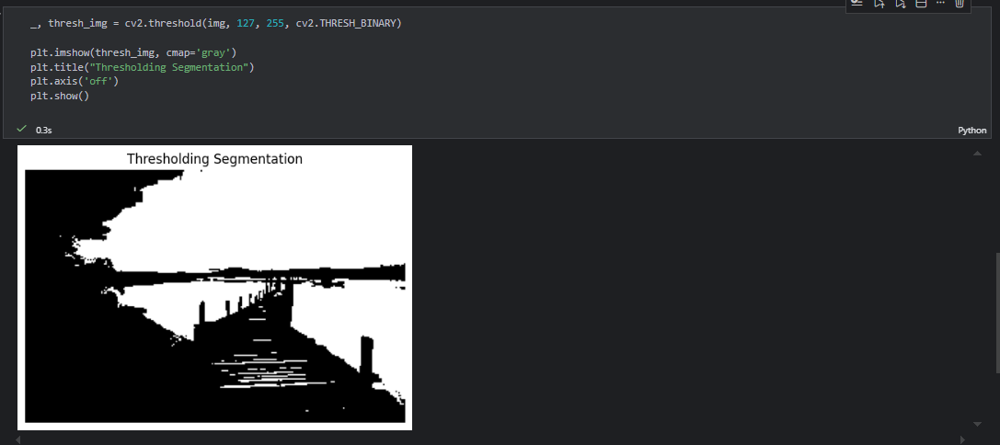 _, thresh_img = cv2.threshold(img, 127, 255, cv2.THRESH_BINARY)
plt.imshow(thresh_img, cmap='gray')
plt.title("Thresholding Segmentation")
plt.axis('off')
plt.show()
0.3s
Python
Thresholding Segmentation